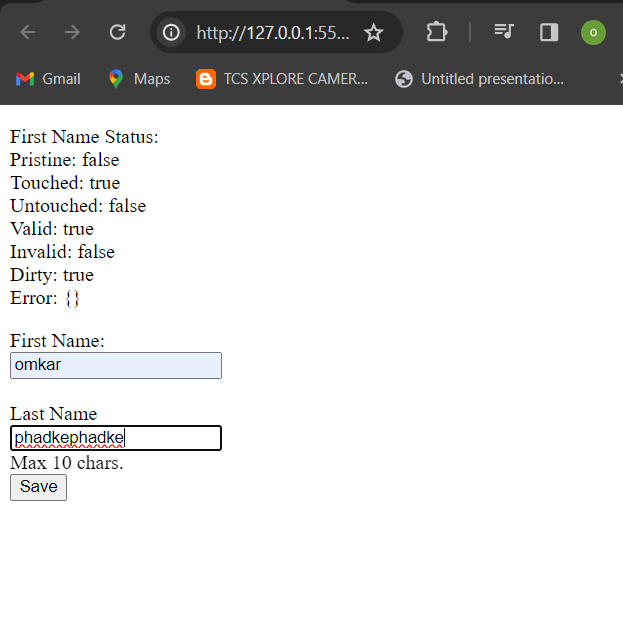 http://127.0.0.1:55...
o
Gmail
Maps
TCS XPLORE CAMER...
Untitled presentatio...
First Name Status:
Pristine: false
Touched: true
Untouched: false
Valid: true
Invalid: false
Dirty: true
Error: {}
First Name:
omkar
Last Name
phadkephadke
Max 10 chars.
Save